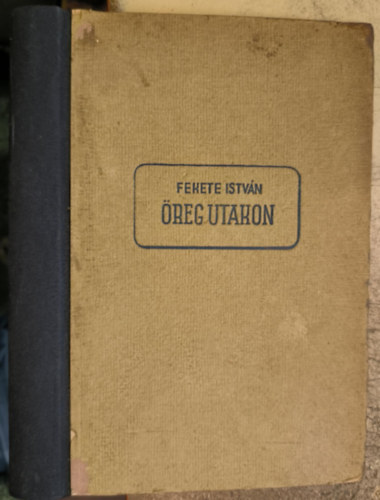 FEKETE ISTVÁN
ÖREG UTAKON